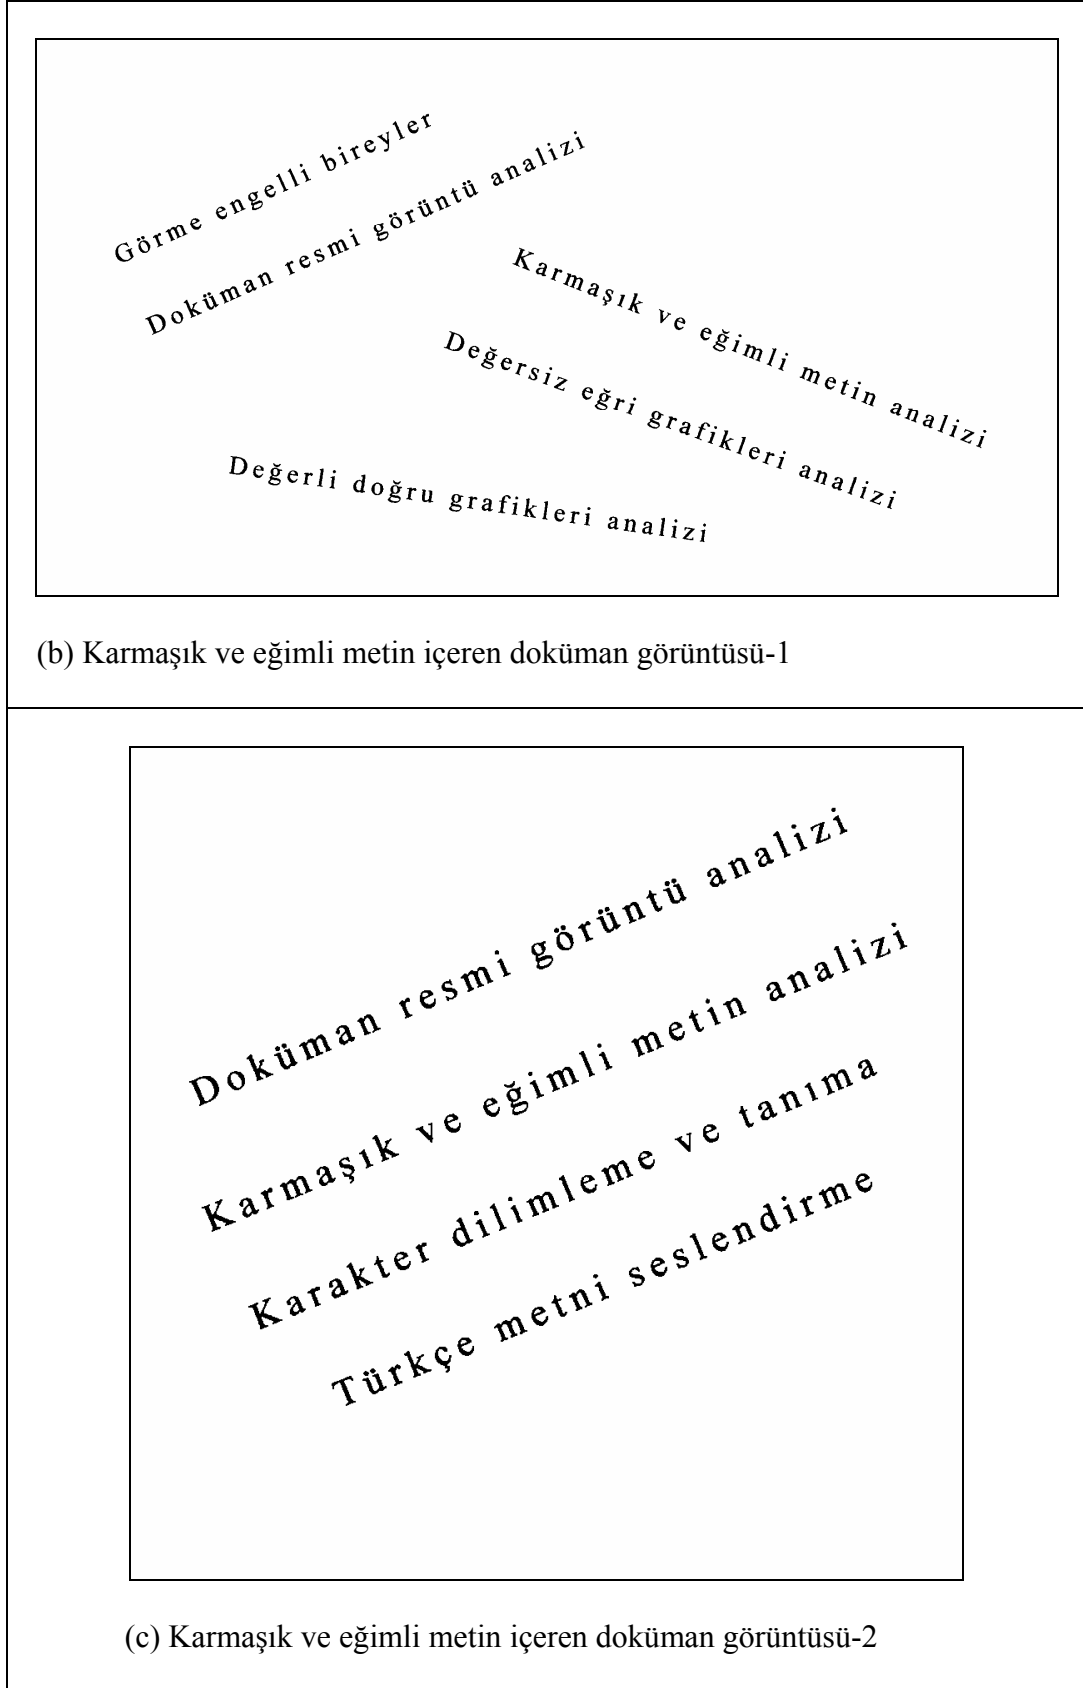 Görme engelli bireyler
Doküman resmi görüntü analizi
Karmaşık ve eğimli metin analizi
Değersiz eğri grafikleri analizi
Değerli doğru grafikleri analizi
(b) Karmaşık ve eğimli metin içeren doküman görüntüsü-1
Doküman resmi görüntü analizi
Karmaşık ve eğimli metin analizi
Karakter dilimleme ve tanıma
Türkçe metni seslendirme
(c) Karmaşık ve eğimli metin içeren doküman görüntüsü-2